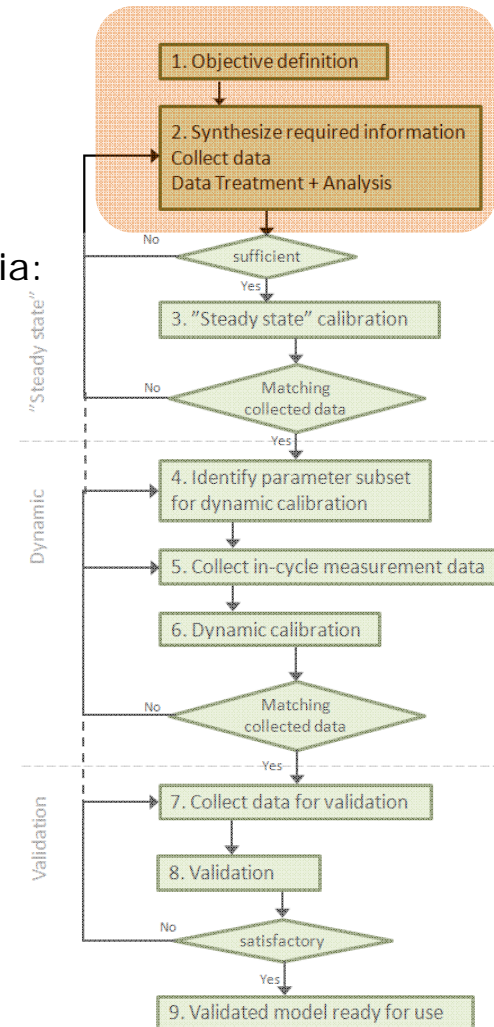 1. Objective definition
2. Synthesize required information
Collect data
Data Treatment + Analysis
No
sufficient
ia:
Yes
"Steady state"
3. ”Steady state” calibration
No
Matching
collected data
Yes
Dynamic
4. Identify parameter subset
for dynamic calibration
5. Collect in-cycle measurement data
6. Dynamic calibration
No
Matching
collected data
Yes
Validation
7. Collect data for validation
8. Validation
No
satisfactory
Yes
9. Validated model ready for use